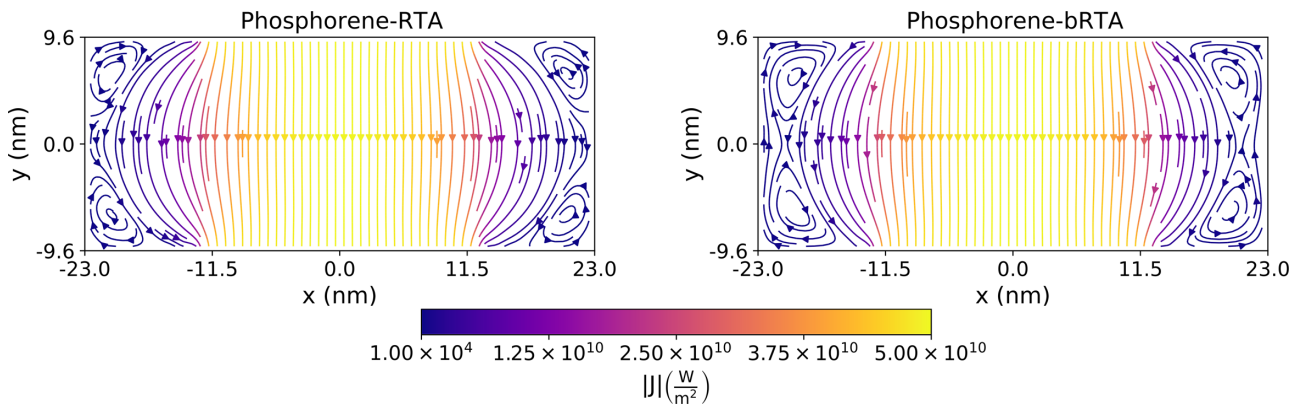 Phosphorene-RTA
Phosphorene-bRTA
9.6
0.0
-9.6
y (nm)
-23.0 -11.5 0.0 11.5 23.0
x (nm)
9.6
0.0
-9.6
y (nm)
-23.0 -11.5 0.0 11.5 23.0
x (nm)
1.00 × 10⁴ 1.25 × 10¹⁰ 2.50 × 10¹⁰ 3.75 × 10¹⁰ 5.00 × 10¹⁰
|J|(W/m²)